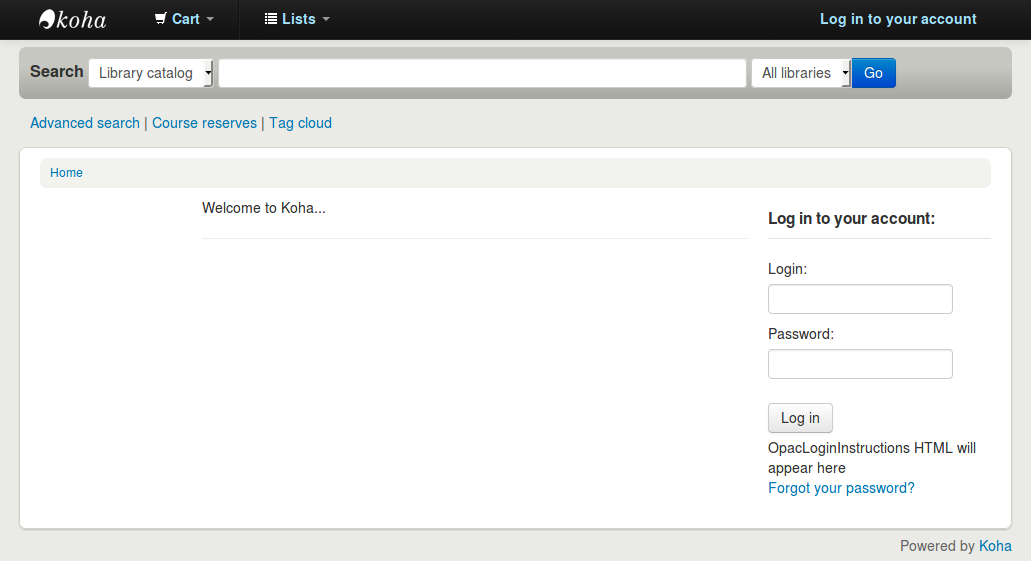 koha Cart Lists Log in to your account
Search Library catalog All libraries Go
Advanced search | Course reserves | Tag cloud
Home
Welcome to Koha...
Log in to your account:
Login:
Password:
Log in
OpacLoginInstructions HTML will
appear here
Forgot your password?
Powered by Koha